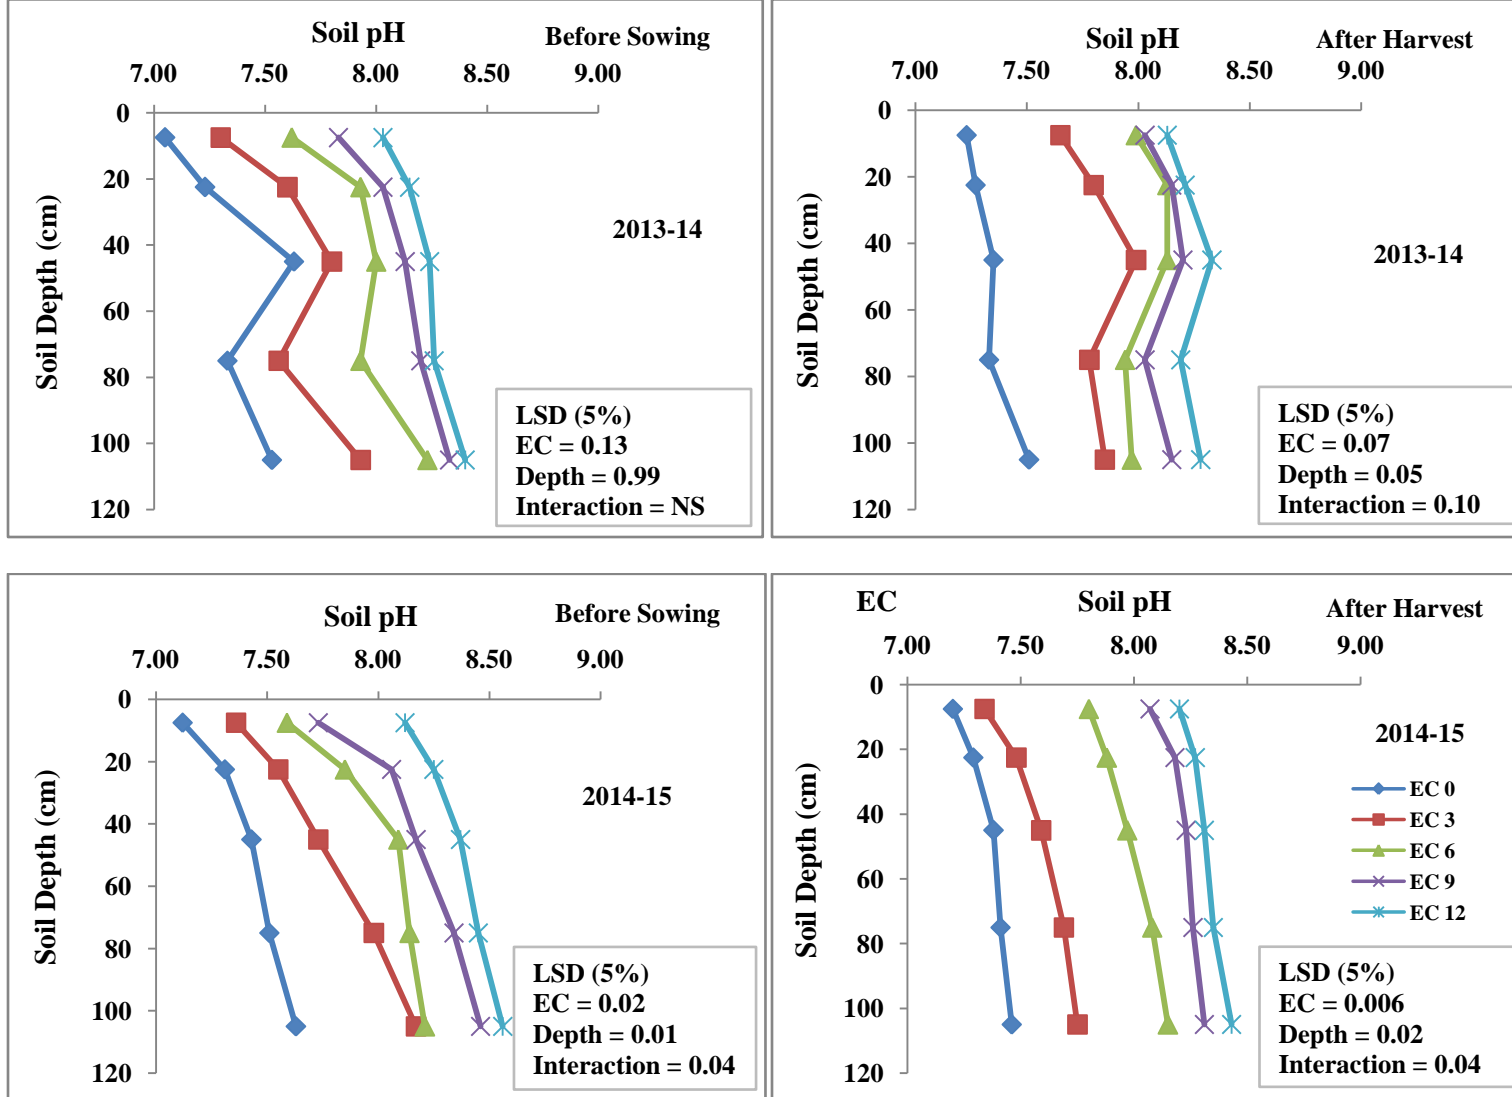 Soil pH
Before Sowing
7.00 7.50 8.00 8.50 9.00
0
20
40
60
80
100
120
Soil Depth (cm)
2013-14
LSD (5%)
EC = 0.13
Depth = 0.99
Interaction = NS
Soil pH
After Harvest
7.00 7.50 8.00 8.50 9.00
0
20
40
60
80
100
120
Soil Depth (cm)
2013-14
LSD (5%)
EC = 0.07
Depth = 0.05
Interaction = 0.10
Soil pH
Before Sowing
7.00 7.50 8.00 8.50 9.00
0
20
40
60
80
100
120
Soil Depth (cm)
2014-15
LSD (5%)
EC = 0.02
Depth = 0.01
Interaction = 0.04
EC
Soil pH
After Harvest
7.00 7.50 8.00 8.50 9.00
0
20
40
60
80
100
120
Soil Depth (cm)
2014-15
EC 0
EC 3
EC 6
EC 9
EC 12
LSD (5%)
EC = 0.006
Depth = 0.02
Interaction = 0.04